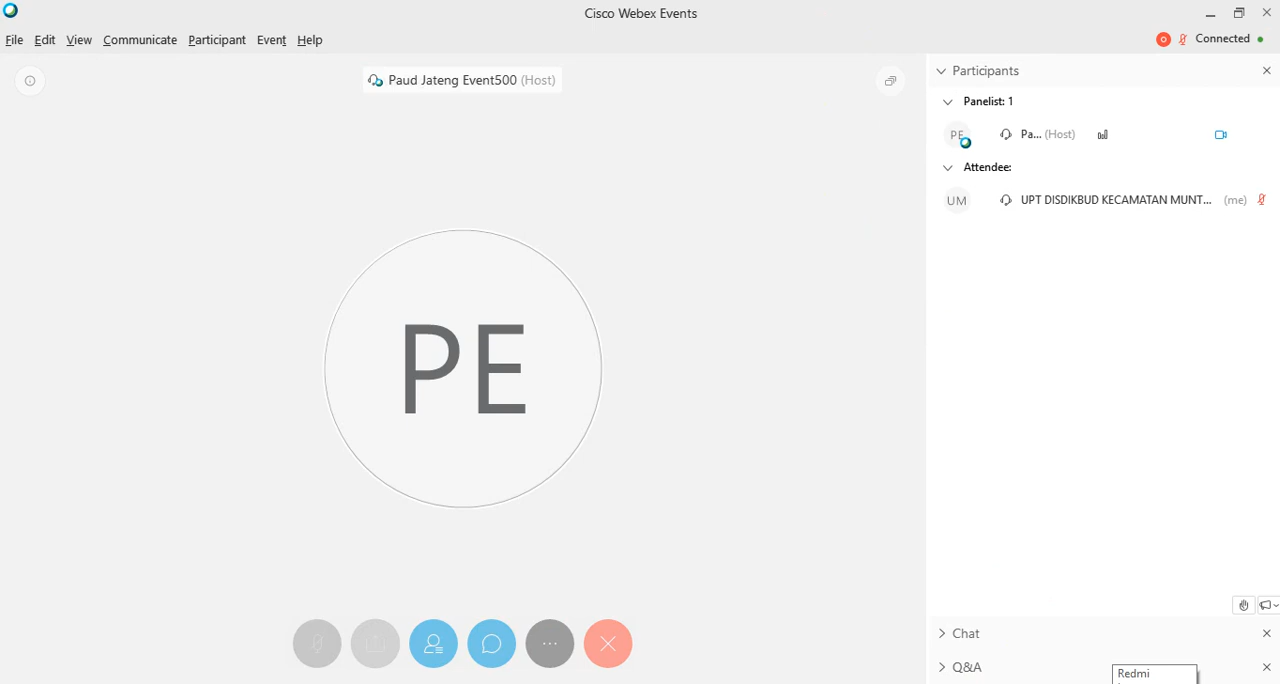 Cisco Webex Events
File Edit View Communicate Participant Event Help
Connected
Paud Jateng Event500 (Host)
Participants
Panelist: 1
PE Pa... (Host)
Attendee:
UM UPT DISDIKBUD KECAMATAN MUNT... (me)
PE
Chat
Q&A
Redmi